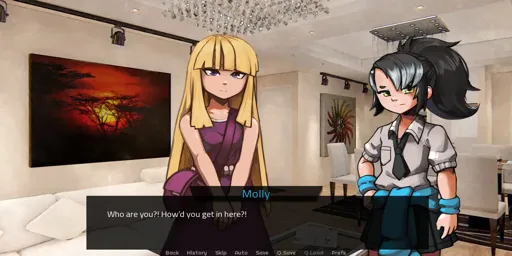 Molly
Who are you?! How'd you get in here?!
Back History Skip Auto Save Q.Save Q.Load Prefs